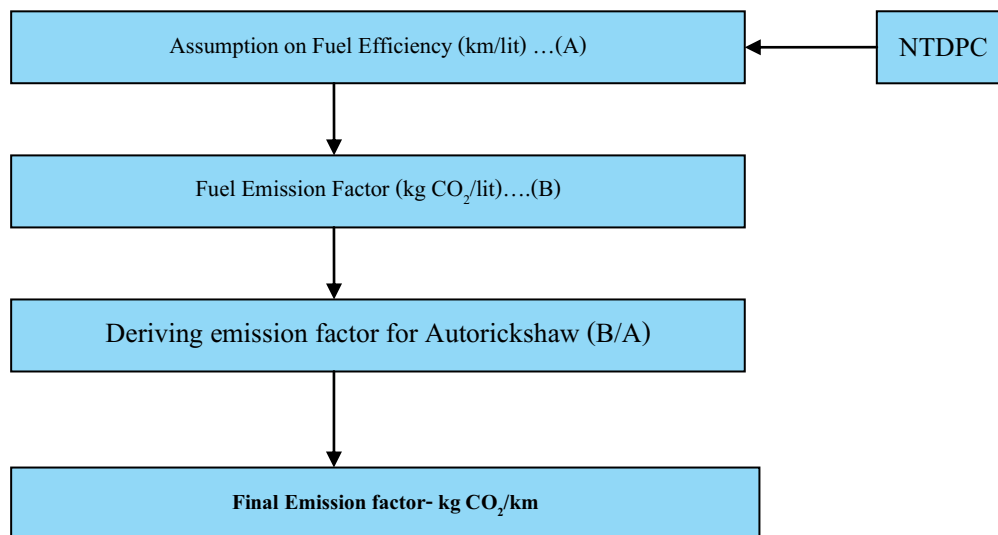 Assumption on Fuel Efficiency (km/lit) …(A)
NTDPC
Fuel Emission Factor (kg CO₂/lit)….(B)
Deriving emission factor for Autorickshaw (B/A)
Final Emission factor- kg CO₂/km